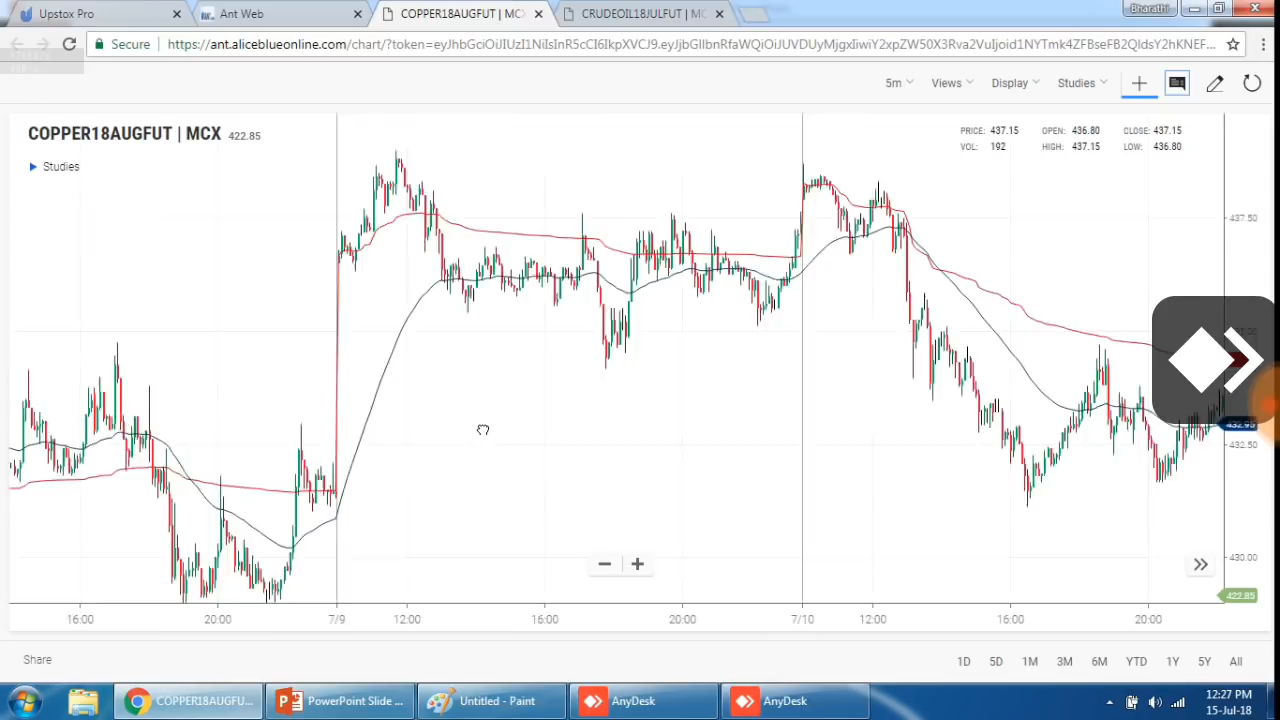 Upstox Pro
Ant Web
COPPER18AUGFUT | MC
CRUDEOIL18JULFUT | M
Bharathi
Secure
5m
Views
Display
Studies
COPPER18AUGFUT | MCX 422.85
PRICE: 437.15 OPEN: 436.80 CLOSE: 437.15
VOL: 192 HIGH: 437.15 LOW: 436.80
Studies
437.50
432.95
432.50
430.00
422.85
16:00 20:00 7/9 12:00 16:00 20:00 7/10 12:00 16:00 20:00
Share
1D 5D 1M 3M 6M YTD 1Y 5Y All
COPPER18AUGFU...
PowerPoint Slide ...
Untitled - Paint
AnyDesk
AnyDesk
12:27 PM
15-Jul-18